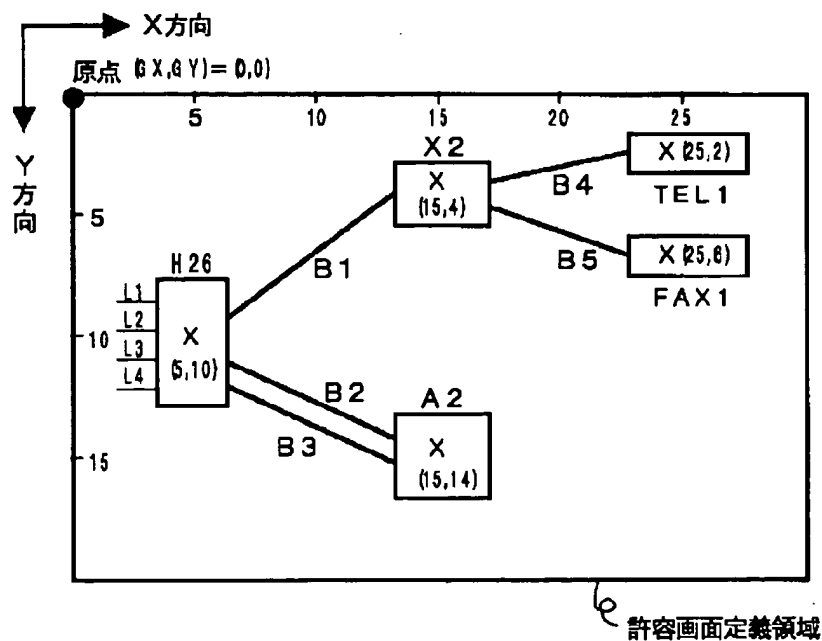 X方向
原点 (GX,GY)=(0,0)
5 10 15 20 25
Y方向
5
10
15
X2
X
(15,4)
B4
X (25,2)
TEL1
B5
X (25,6)
FAX1
B1
H26
L1
L2
L3
L4
X
(5,10)
B2
B3
A2
X
(15,14)
許容画面定義領域